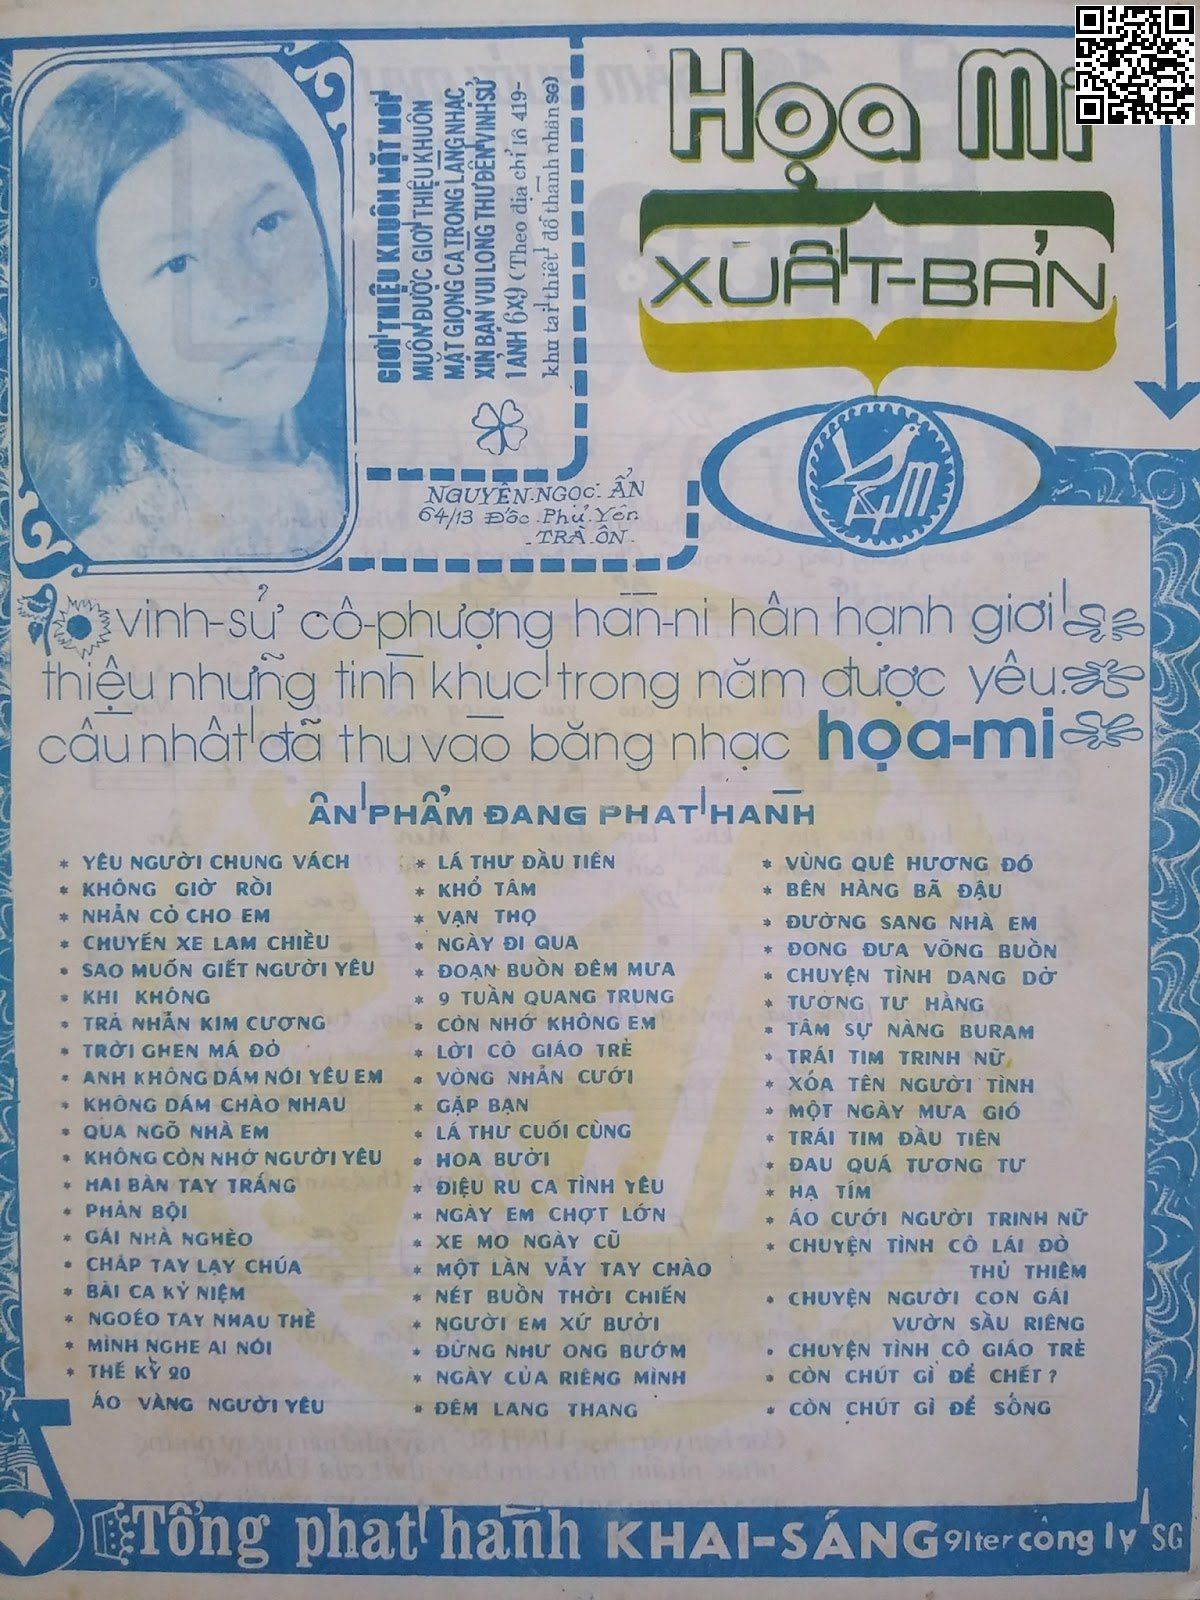 Họa Mi
XUẤT-BẢN
GIỚI THIỆU KHUÔN MẶT MỚI
MUỐN ĐƯỢC GIỚI THIỆU KHUÔN
MẶT GIỌNG CA TRONG LÀNG NHẠC
XIN BẠN VUI LÒNG THƯ ĐẾN VINH SỬ
1 ẢNH 6x9 (Theo địa chỉ lô 419-
khu tái thiết đô thành nhân sg)
NGUYỄN.NGỌC.ẨN
64/13 Đốc.Phủ.Yên
-TRÀ ÔN-
M
vinh-sử cô-phượng hàn-ni hân hạnh giới
thiệu những tình khúc trong năm được yêu.
cầu nhất đã thu vào băng nhạc họa-mi
ẤN PHẨM ĐANG PHÁT HÀNH
* YÊU NGƯỜI CHUNG VÁCH
* KHÔNG GIỜ RỒI
* NHẪN CỎ CHO EM
* CHUYẾN XE LAM CHIỀU
* SAO MUỐN GIẾT NGƯỜI YÊU
* KHI KHÔNG
* TRẢ NHẪN KIM CƯƠNG
* TRỜI GHEN MÁ ĐỎ
* ANH KHÔNG DÁM NÓI YÊU EM
* KHÔNG DÁM CHÀO NHAU
* QUA NGÕ NHÀ EM
* KHÔNG CÒN NHỚ NGƯỜI YÊU
* HAI BÀN TAY TRẮNG
* PHẢN BỘI
* GÁI NHÀ NGHÈO
* CHẮP TAY LẠY CHÚA
* BÀI CA KỶ NIỆM
* NGOÉO TAY NHAU THỀ
* MÌNH NGHE AI NÓI
* THẾ KỶ 20
ÁO VÀNG NGƯỜI YÊU
* LÁ THƯ ĐẦU TIÊN
* KHỔ TÂM
* VẠN THỌ
* NGÀY ĐI QUA
* ĐOẠN BUỒN ĐÊM MƯA
* 9 TUẦN QUANG TRUNG
* CÒN NHỚ KHÔNG EM
* LỜI CÔ GIÁO TRẺ
* VÒNG NHẪN CƯỚI
* GẶP BẠN
* LÁ THƯ CUỐI CÙNG
* HOA BƯỞI
* ĐIỆU RU CA TÌNH YÊU
* NGÀY EM CHỢT LỚN
* XE MO NGÀY CŨ
* MỘT LẦN VẪY TAY CHÀO
* NÉT BUỒN THỜI CHIẾN
* NGƯỜI EM XỨ BƯỞI
* ĐỪNG NHƯ ONG BƯỚM
* NGÀY CỦA RIÊNG MÌNH
* ĐÊM LANG THANG
* VÙNG QUÊ HƯƠNG ĐÓ
* BÊN HÀNG BÃ ĐẬU
* ĐƯỜNG SANG NHÀ EM
* ĐONG ĐƯA VÕNG BUỒN
* CHUYỆN TÌNH DANG DỞ
* TƯƠNG TƯ HẰNG
* TÂM SỰ NÀNG BURAM
* TRÁI TIM TRINH NỮ
* XÓA TÊN NGƯỜI TÌNH
* MỘT NGÀY MƯA GIÓ
* TRÁI TIM ĐẦU TIÊN
* ĐAU QUÁ TƯƠNG TƯ
* HẠ TÍM
* ÁO CƯỚI NGƯỜI TRINH NỮ
* CHUYỆN TÌNH CÔ LÁI ĐÒ
THỦ THIÊM
* CHUYỆN NGƯỜI CON GÁI
VƯỜN SẦU RIÊNG
* CHUYỆN TÌNH CÔ GIÁO TRẺ
* CÒN CHÚT GÌ ĐỂ CHẾT ?
* CÒN CHÚT GÌ ĐỂ SỐNG
Tổng phát hành KHAI-SÁNG 91ter công lý SG